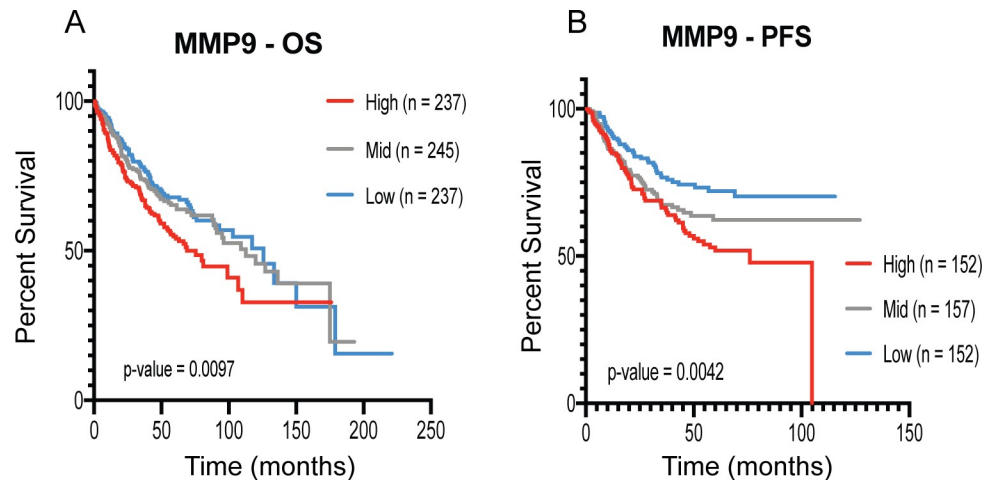 A
MMP9 - OS
100
50
0
Percent Survival
High (n = 237)
Mid (n = 245)
Low (n = 237)
p-value = 0.0097
0 50 100 150 200 250
Time (months)
B
MMP9 - PFS
100
50
0
Percent Survival
High (n = 152)
Mid (n = 157)
Low (n = 152)
p-value = 0.0042
0 50 100 150
Time (months)